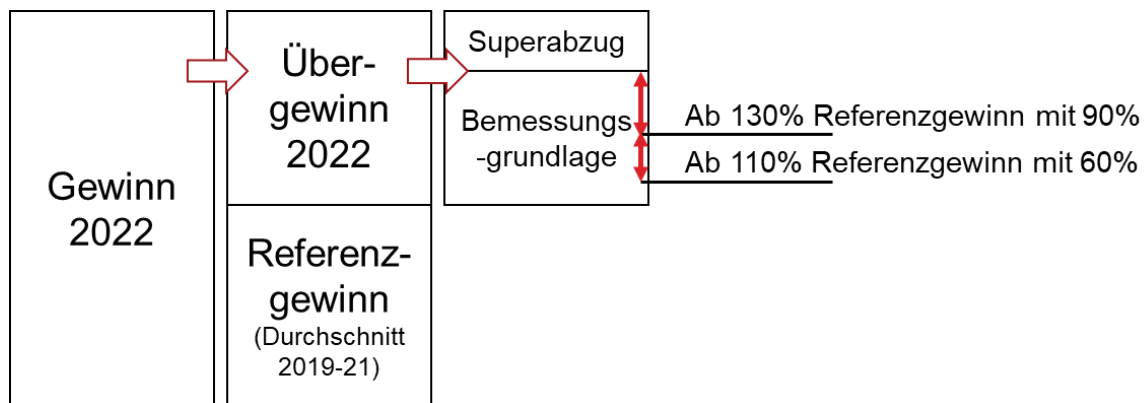 Gewinn
2022
Über-
gewinn
2022
Referenz-
gewinn
(Durchschnitt
2019-21)
Superabzug
Bemessungs
-grundlage
Ab 130% Referenzgewinn mit 90%
Ab 110% Referenzgewinn mit 60%